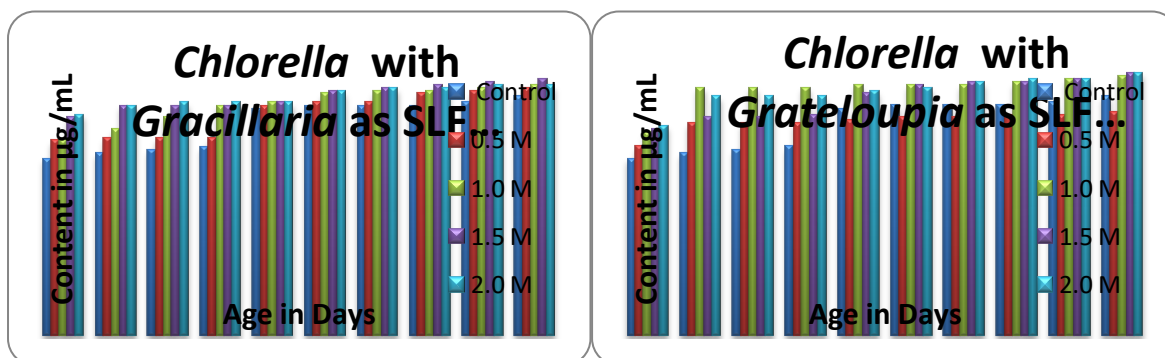 Chlorella with
Gracillaria as SLF...
Content in µg/mL
Age in Days
Control
0.5 M
1.0 M
1.5 M
2.0 M
Chlorella with
Grateloupia as SLF...
Content in µg/mL
Age in Days
Control
0.5 M
1.0 M
1.5 M
2.0 M